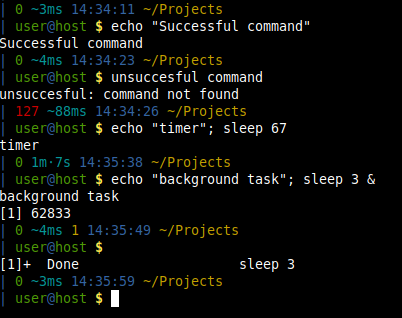 | 0 ~3ms 14:34:11 ~/Projects
| user@host $ echo "Successful command"
Successful command
| 0 ~4ms 14:34:23 ~/Projects
| user@host $ unsuccesful command
unsuccesful: command not found
| 127 ~88ms 14:34:26 ~/Projects
| user@host $ echo "timer"; sleep 67
timer
| 0 1m·7s 14:35:38 ~/Projects
| user@host $ echo "background task"; sleep 3 &
background task
[1] 62833
| 0 ~4ms 1 14:35:49 ~/Projects
| user@host $
[1]+  Done                    sleep 3
| 0 ~3ms 14:35:59 ~/Projects
| user@host $